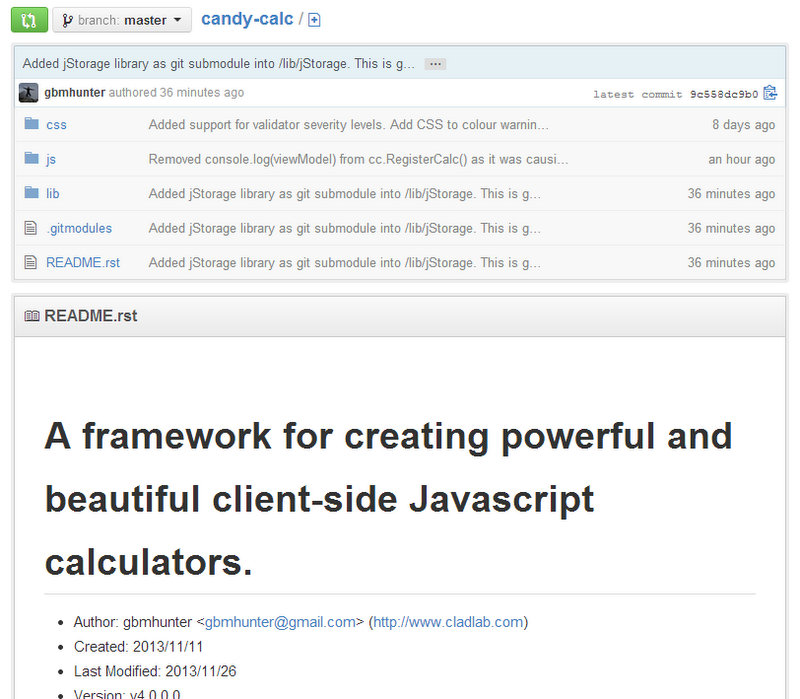 branch: master candy-calc /
Added jStorage library as git submodule into /lib/jStorage. This is g… ...
gbmhunter authored 36 minutes ago latest commit 9c558dc9b0
css Added support for validator severity levels. Add CSS to colour warnin… 8 days ago
js Removed console.log(viewModel) from cc.RegisterCalc() as it was causi… an hour ago
lib Added jStorage library as git submodule into /lib/jStorage. This is g… 36 minutes ago
.gitmodules Added jStorage library as git submodule into /lib/jStorage. This is g… 36 minutes ago
README.rst Added jStorage library as git submodule into /lib/jStorage. This is g… 36 minutes ago
README.rst
A framework for creating powerful and
beautiful client-side Javascript
calculators.
• Author: gbmhunter <gbmhunter@gmail.com> (http://www.cladlab.com)
• Created: 2013/11/11
• Last Modified: 2013/11/26
• Version: v4.0.0.0